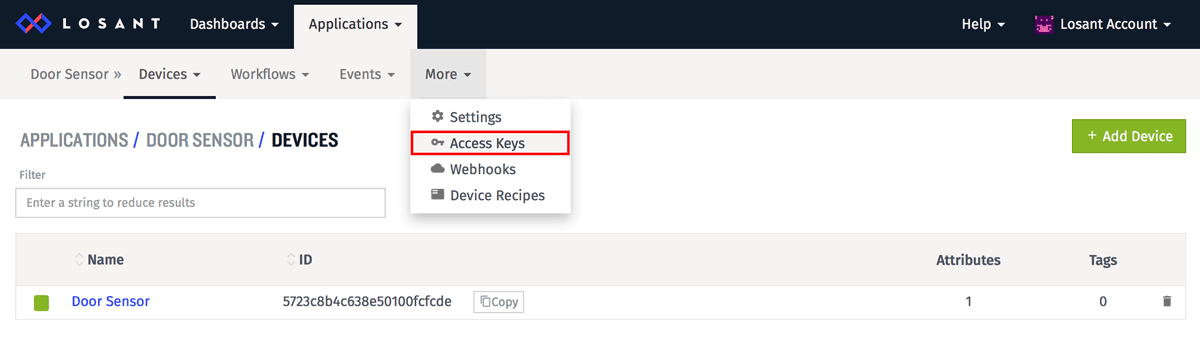 LOSANT Dashboards Applications Help Losant Account
Door Sensor » Devices Workflows Events More
Settings
Access Keys
Webhooks
Device Recipes
APPLICATIONS / DOOR SENSOR / DEVICES
+ Add Device
Filter
Enter a string to reduce results
Name ID Attributes Tags
Door Sensor 5723c8b4c638e50100fcfcde Copy 1 0